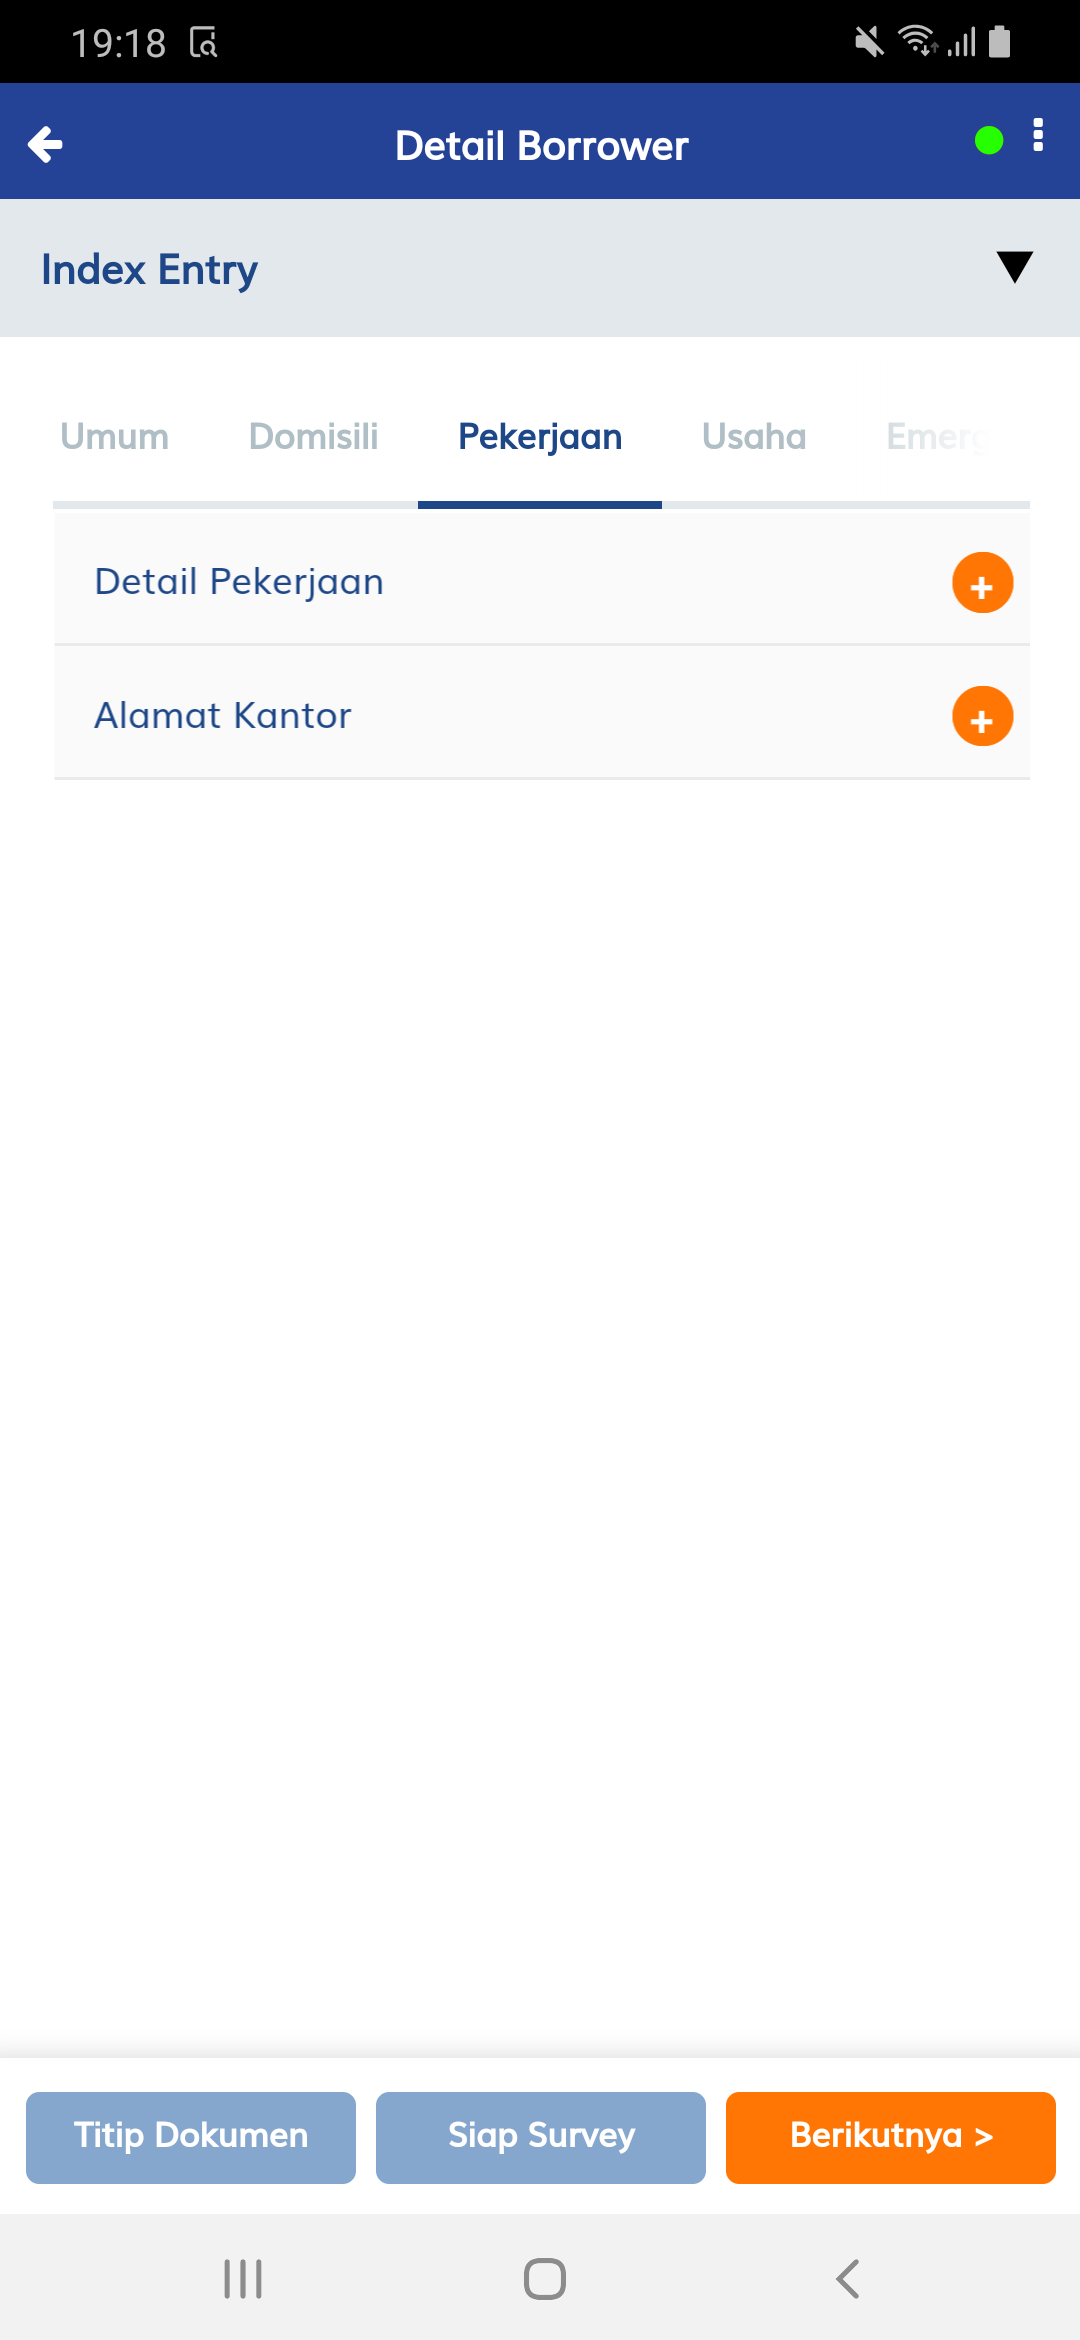 19:18
Detail Borrower
Index Entry
Umum Domisili Pekerjaan Usaha Emerg
Detail Pekerjaan
+
Alamat Kantor
+
Titip Dokumen Siap Survey Berikutnya >